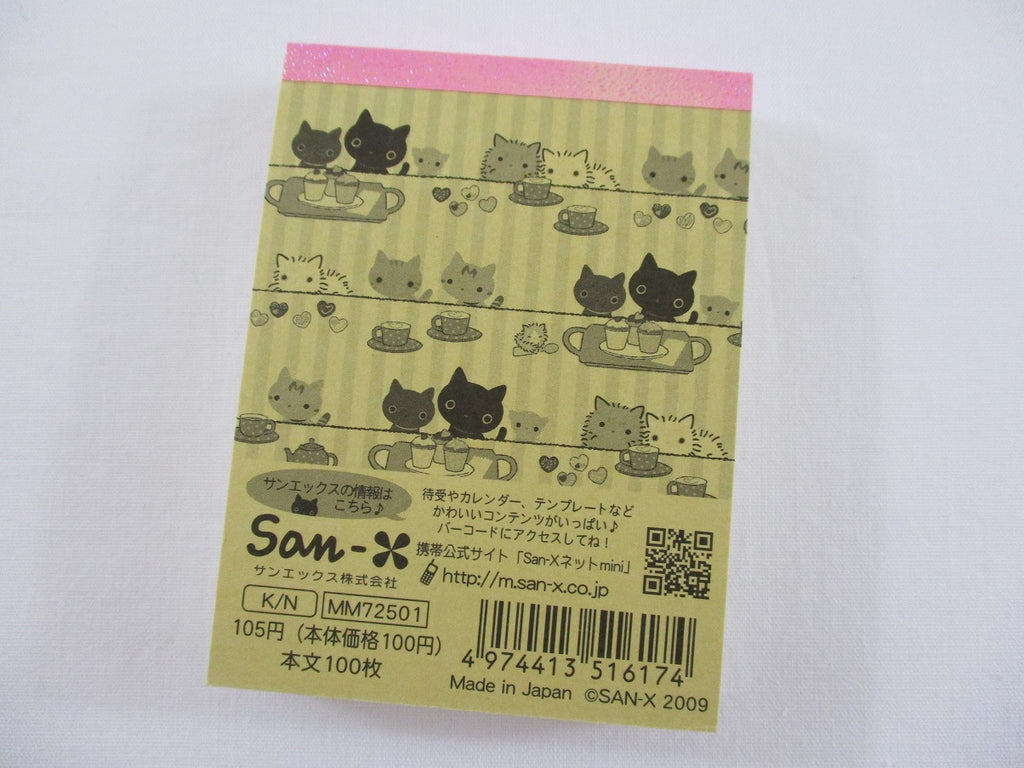 サンエックスの情報は
こちら♪
San-X
サンエックス株式会社
待受やカレンダー、テンプレートなど
かわいいコンテンツがいっぱい♪
バーコードにアクセスしてね！
携帯公式サイト「San-Xネットmini」
http://m.san-x.co.jp
K/N MM72501
105円（本体価格100円）
本文100枚
4 974413 516174
Made in Japan ©SAN-X 2009